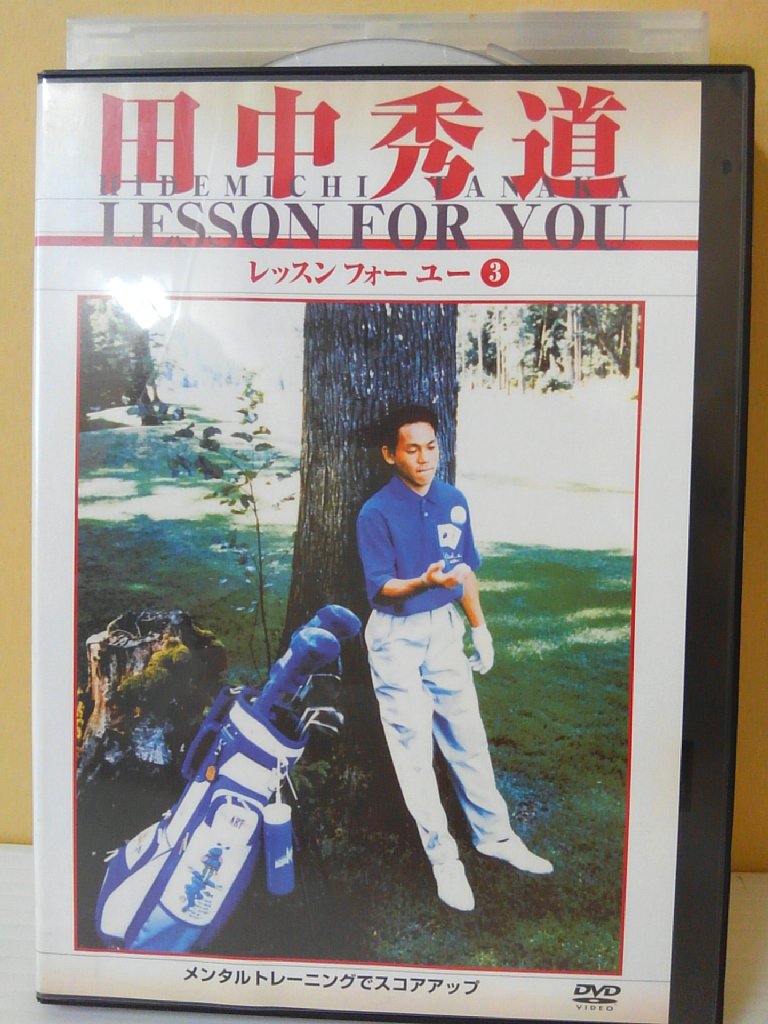 田中秀道
HIDEMICHI TANAKA
LESSON FOR YOU
レッスン フォー ユー 3
ART
メンタルトレーニングでスコアアップ
DVD
VIDEO